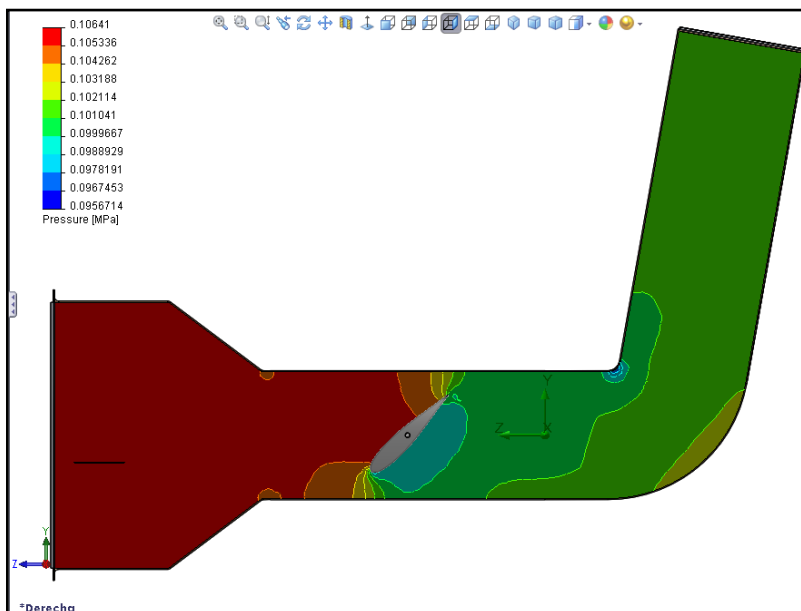 0.10641
0.105336
0.104262
0.103188
0.102114
0.101041
0.0999667
0.0988929
0.0978191
0.0967453
0.0956714
Pressure [MPa]
Y
Z
X
Y
Z
*Derecha